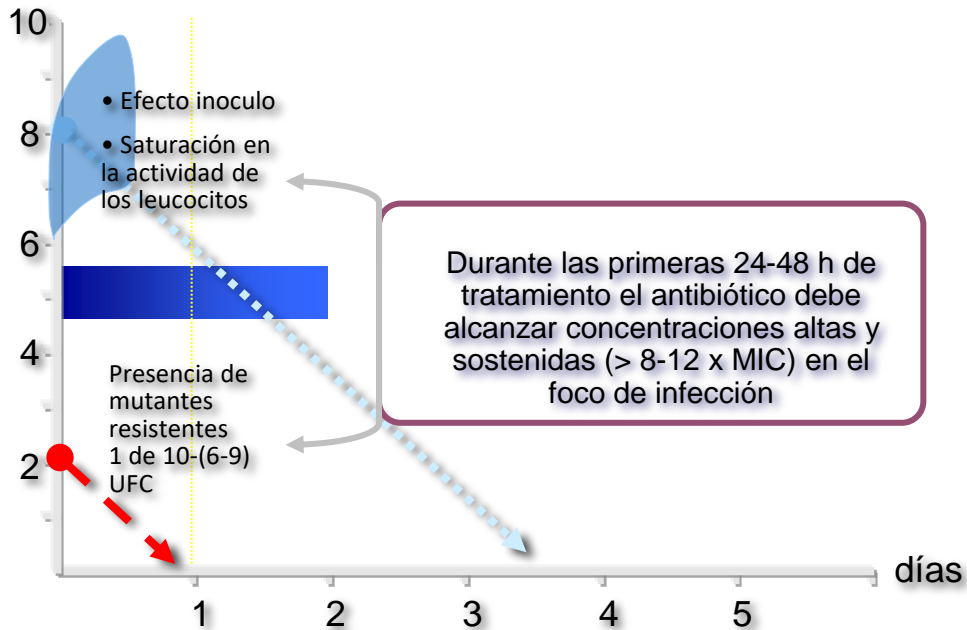 10
8
6
4
2
• Efecto inoculo
• Saturación en
la actividad de
los leucocitos
Durante las primeras 24-48 h de
tratamiento el antibiótico debe
alcanzar concentraciones altas y
sostenidas (> 8-12 x MIC) en el
foco de infección
Presencia de
mutantes
resistentes
1 de 10-(6-9)
UFC
días
1
2
3
4
5